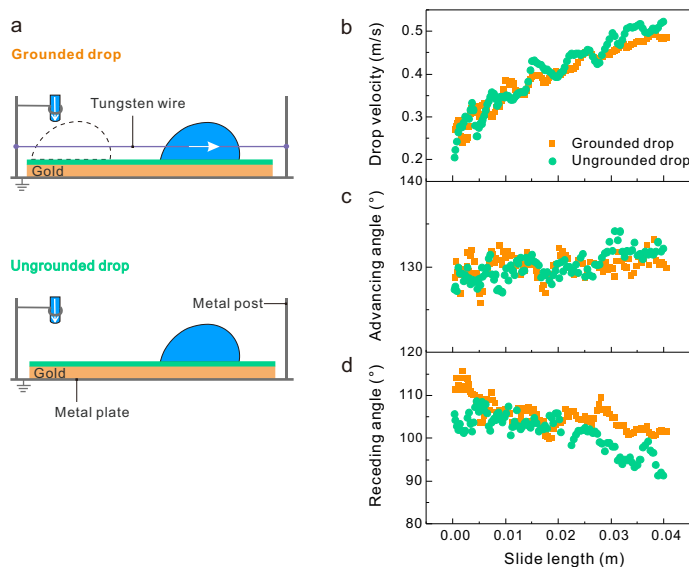 a
Grounded drop
Tungsten wire
Gold
Ungrounded drop
Metal post
Gold
Metal plate
b
Drop velocity (m/s)
0.5
0.4
0.3
0.2
Grounded drop
Ungrounded drop
c
Advancing angle (°)
140
130
120
d
Receding angle (°)
110
100
90
80
0.00 0.01 0.02 0.03 0.04
Slide length (m)